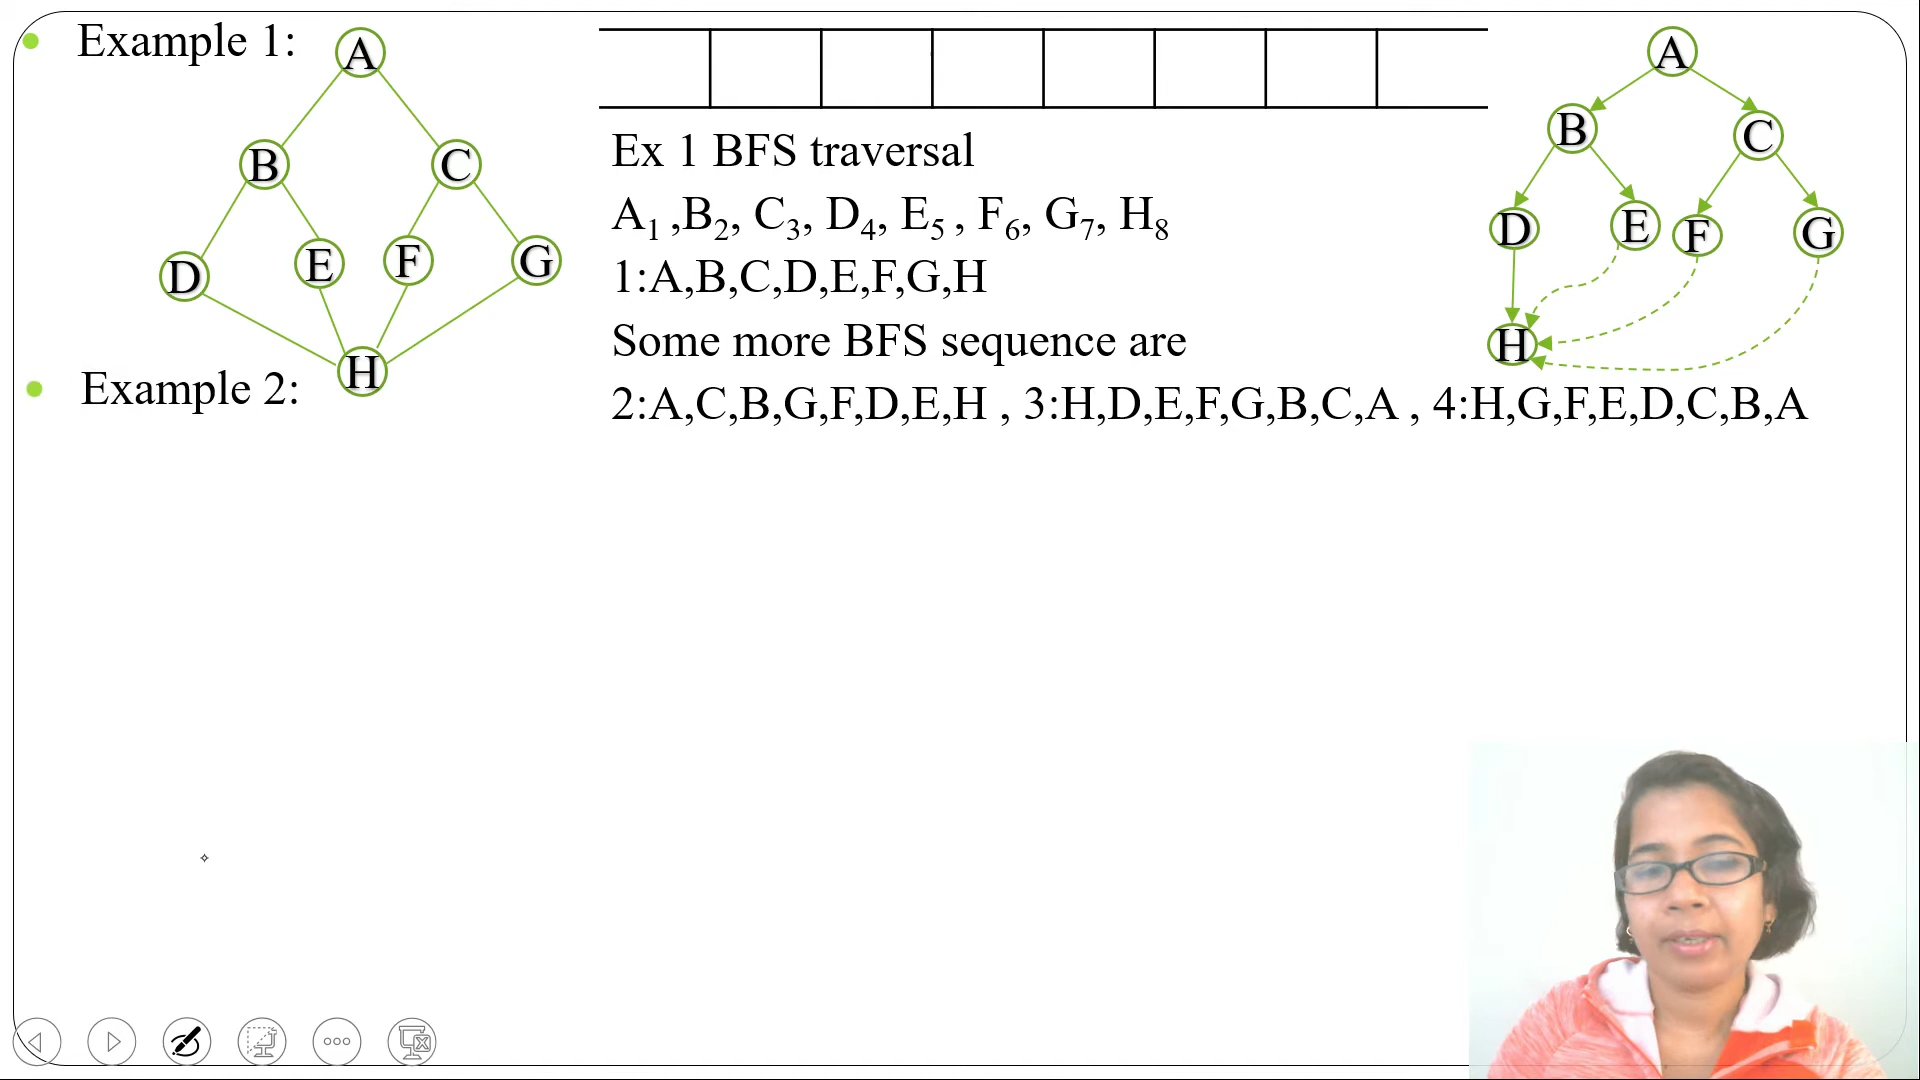 Example 1:
A
B
C
D
E
F
G
H
Ex 1 BFS traversal
A1 ,B2, C3, D4, E5 , F6, G7, H8
1:A,B,C,D,E,F,G,H
Some more BFS sequence are
2:A,C,B,G,F,D,E,H , 3:H,D,E,F,G,B,C,A , 4:H,G,F,E,D,C,B,A
A
B
C
D
E
F
G
H
Example 2: